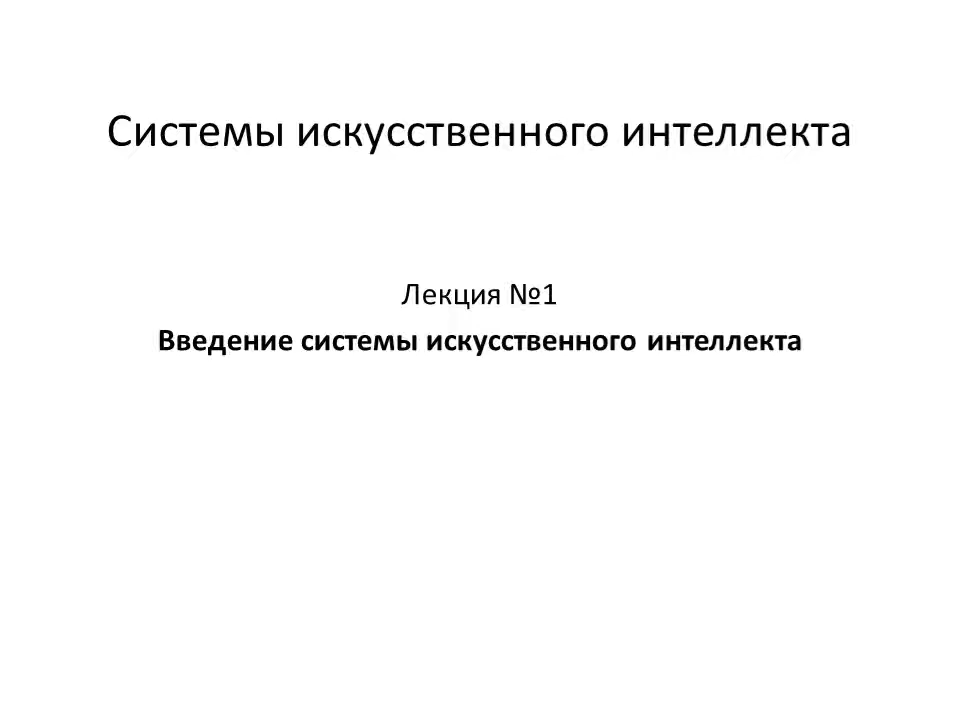 Системы искусственного интеллекта
Лекция №1
Введение системы искусственного интеллекта